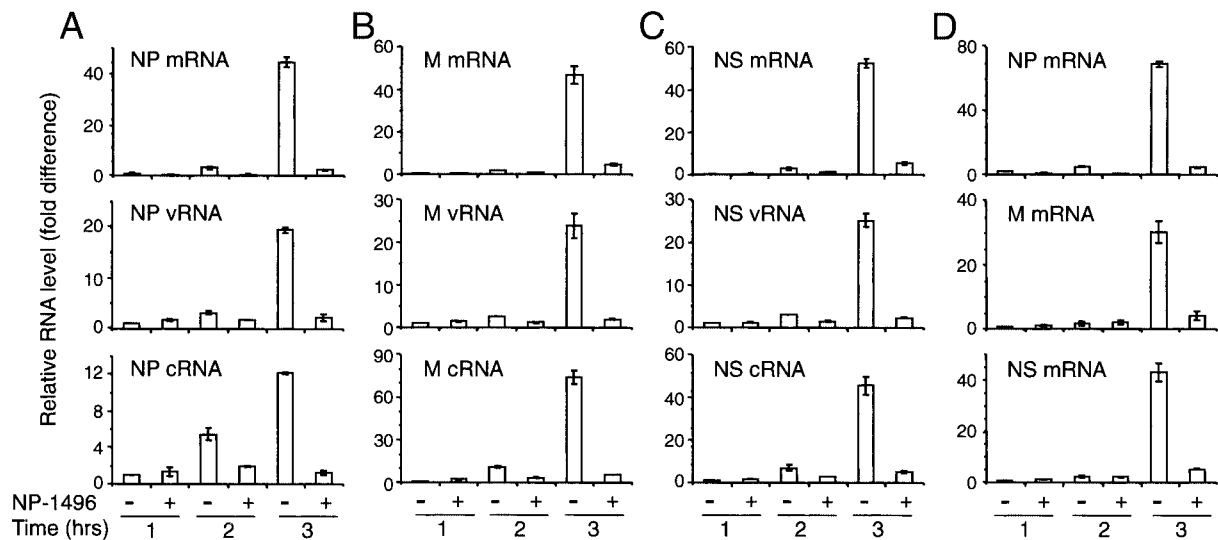 A
B
C
D
Relative RNA level (fold difference)
NP mRNA
40
20
0
M mRNA
60
40
20
0
NS mRNA
60
40
20
0
NP mRNA
80
40
0
NP vRNA
20
10
0
M vRNA
30
20
10
0
NS vRNA
30
20
10
0
M mRNA
40
20
0
NP cRNA
12
8
4
0
M cRNA
90
60
30
0
NS cRNA
60
40
20
0
NS mRNA
40
20
0
NP-1496 - + - + - + - + - + - + - + - + - + - + - + - +
Time (hrs) 1 2 3 1 2 3 1 2 3 1 2 3